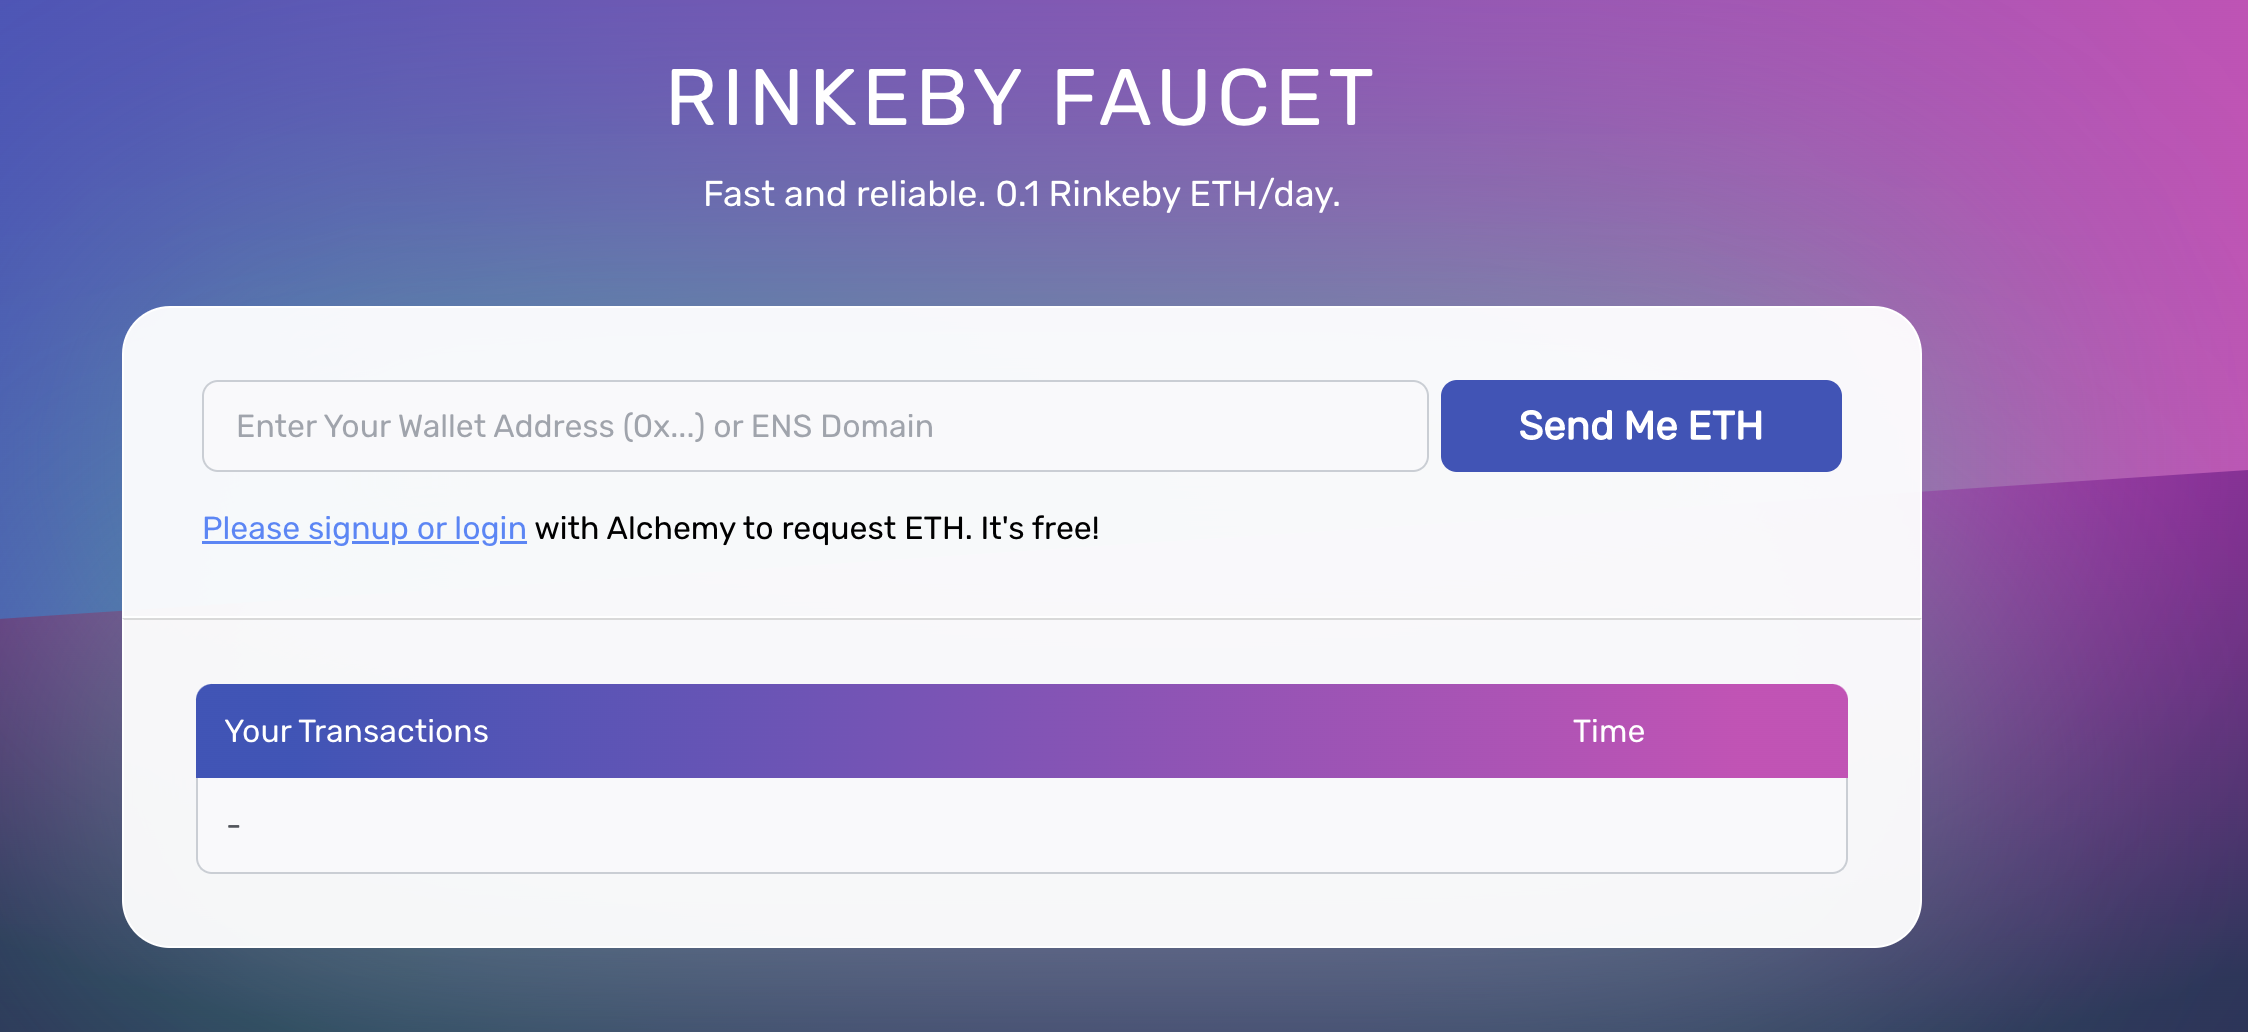 RINKEBY FAUCET
Fast and reliable. 0.1 Rinkeby ETH/day.
Enter Your Wallet Address (0x...) or ENS Domain
Send Me ETH
Please signup or login with Alchemy to request ETH. It's free!
Your Transactions Time
-